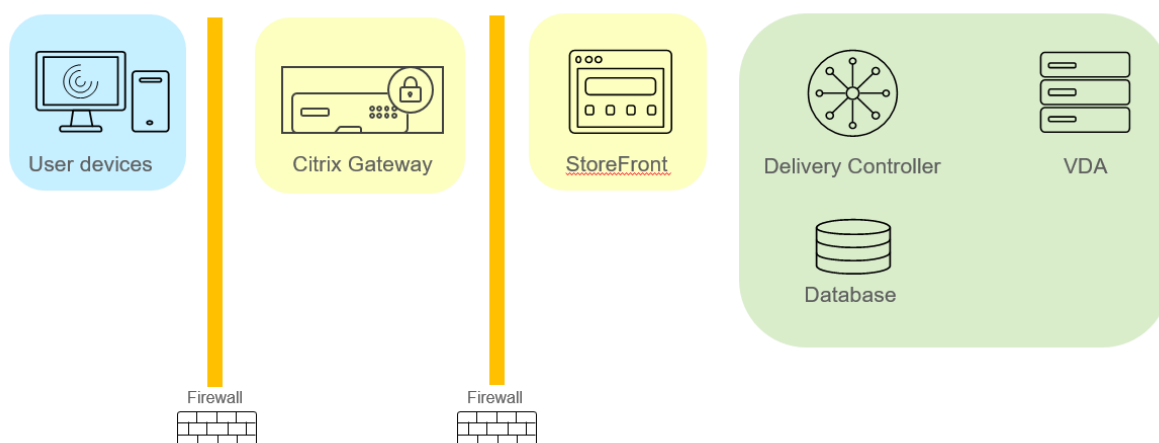 User devices
Citrix Gateway
StoreFront
Delivery Controller
VDA
Database
Firewall
Firewall